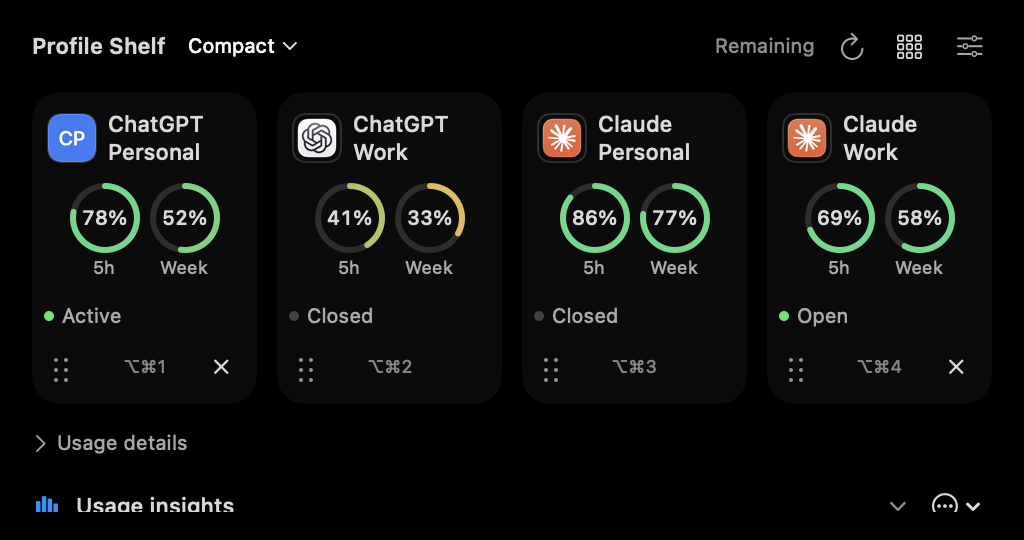 Profile Shelf Compact Remaining
CP ChatGPT Personal
78% 52%
5h Week
Active
⌥⌘1
ChatGPT Work
41% 33%
5h Week
Closed
⌥⌘2
Claude Personal
86% 77%
5h Week
Closed
⌥⌘3
Claude Work
69% 58%
5h Week
Open
⌥⌘4
Usage details
Usage insights